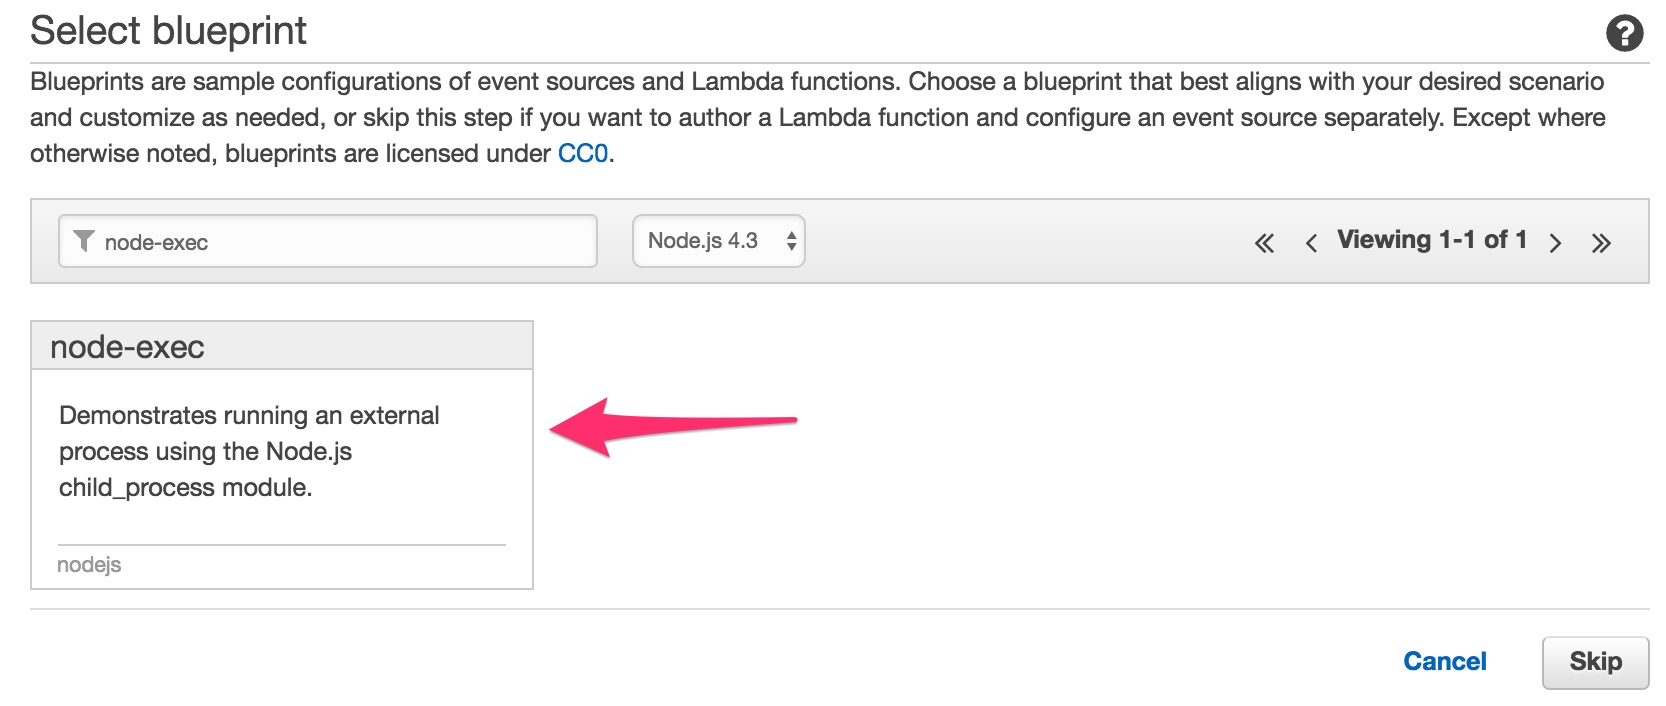 Select blueprint
?
Blueprints are sample configurations of event sources and Lambda functions. Choose a blueprint that best aligns with your desired scenario
and customize as needed, or skip this step if you want to author a Lambda function and configure an event source separately. Except where
otherwise noted, blueprints are licensed under CC0.
node-exec
Node.js 4.3
« ‹ Viewing 1-1 of 1 › »
node-exec
Demonstrates running an external
process using the Node.js
child_process module.
nodejs
Cancel
Skip